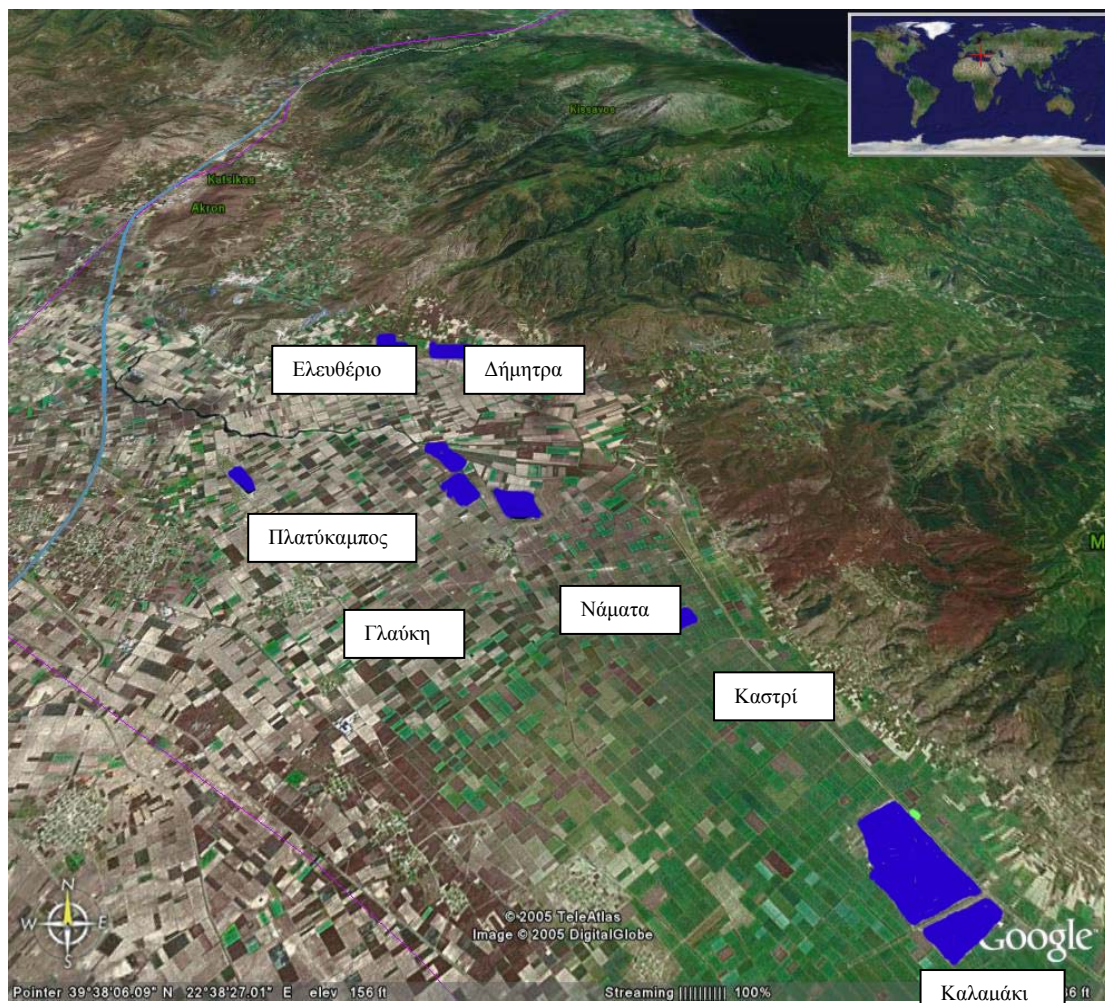 Kissavos
Kutsikos
Akron
Ελευθέριο
Δήμητρα
M
Πλατύκαμπος
Νάματα
Γλαύκη
Καστρί
N
W E
S
© 2005 TeleAtlas
Image © 2005 DigitalGlobe
Google
Καλαμάκι
Pointer 39°38'06.09" N 22°38'27.01" E elev 156 ft Streaming |||||||||| 100%